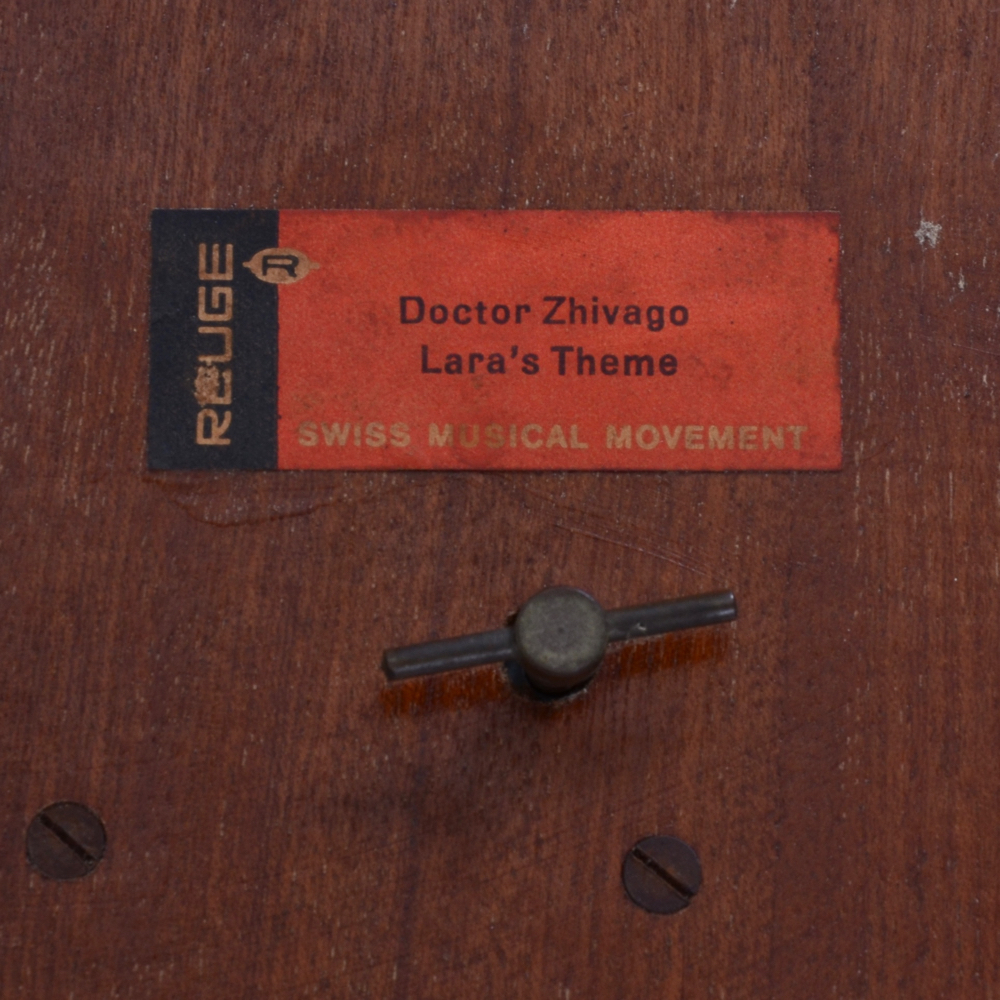 REUGE
R
Doctor Zhivago
Lara's Theme
SWISS MUSICAL MOVEMENT